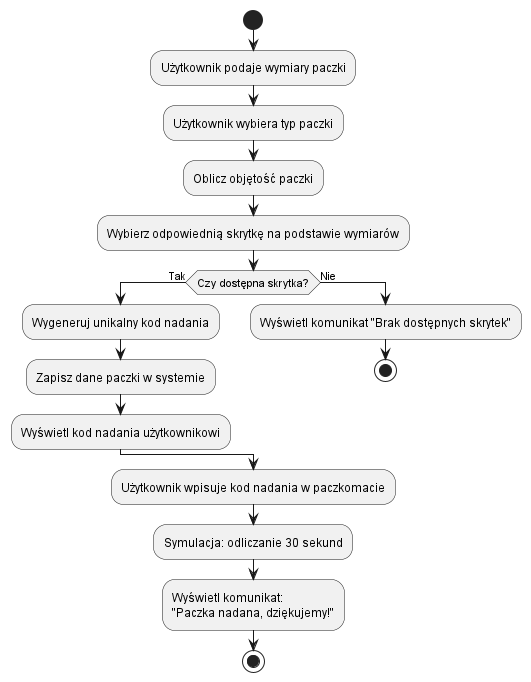 Użytkownik podaje wymiary paczki
Użytkownik wybiera typ paczki
Oblicz objętość paczki
Wybierz odpowiednią skrytkę na podstawie wymiarów
Czy dostępna skrytka?
Tak
Nie
Wygeneruj unikalny kod nadania
Zapisz dane paczki w systemie
Wyświetl kod nadania użytkownikowi
Wyświetl komunikat "Brak dostępnych skrytek"
Użytkownik wpisuje kod nadania w paczkomacie
Symulacja: odliczanie 30 sekund
Wyświetl komunikat:
"Paczka nadana, dziękujemy!"